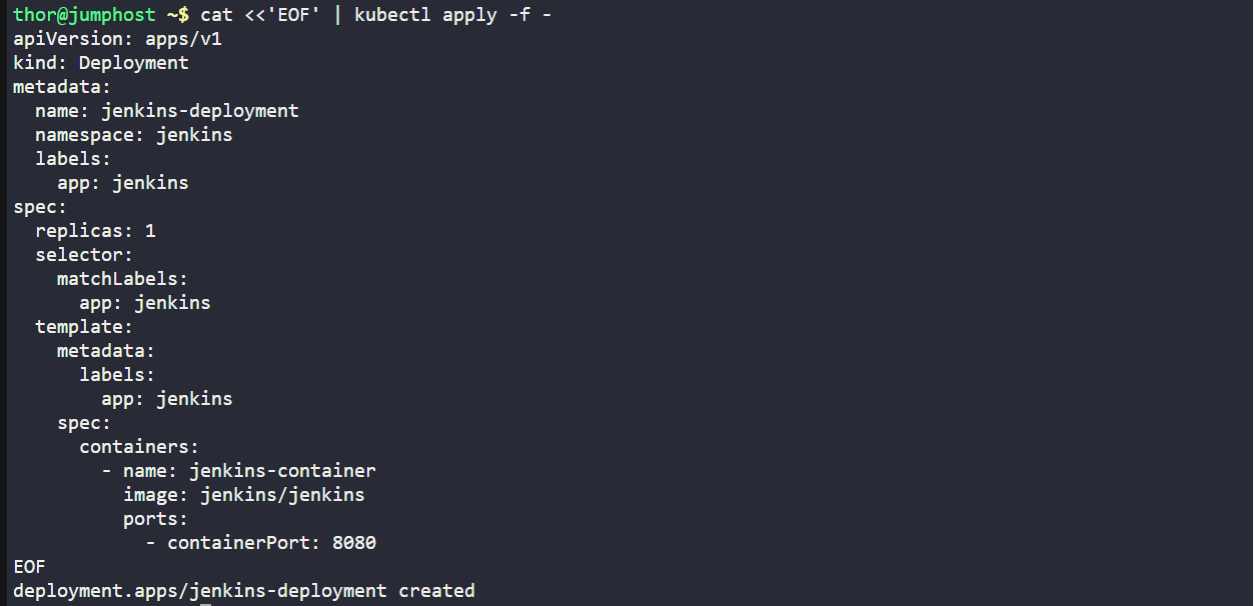 thor@jumphost ~$ cat <<'EOF' | kubectl apply -f -
apiVersion: apps/v1
kind: Deployment
metadata:
  name: jenkins-deployment
  namespace: jenkins
  labels:
    app: jenkins
spec:
  replicas: 1
  selector:
    matchLabels:
      app: jenkins
  template:
    metadata:
      labels:
        app: jenkins
    spec:
      containers:
        - name: jenkins-container
          image: jenkins/jenkins
          ports:
            - containerPort: 8080
EOF
deployment.apps/jenkins-deployment created